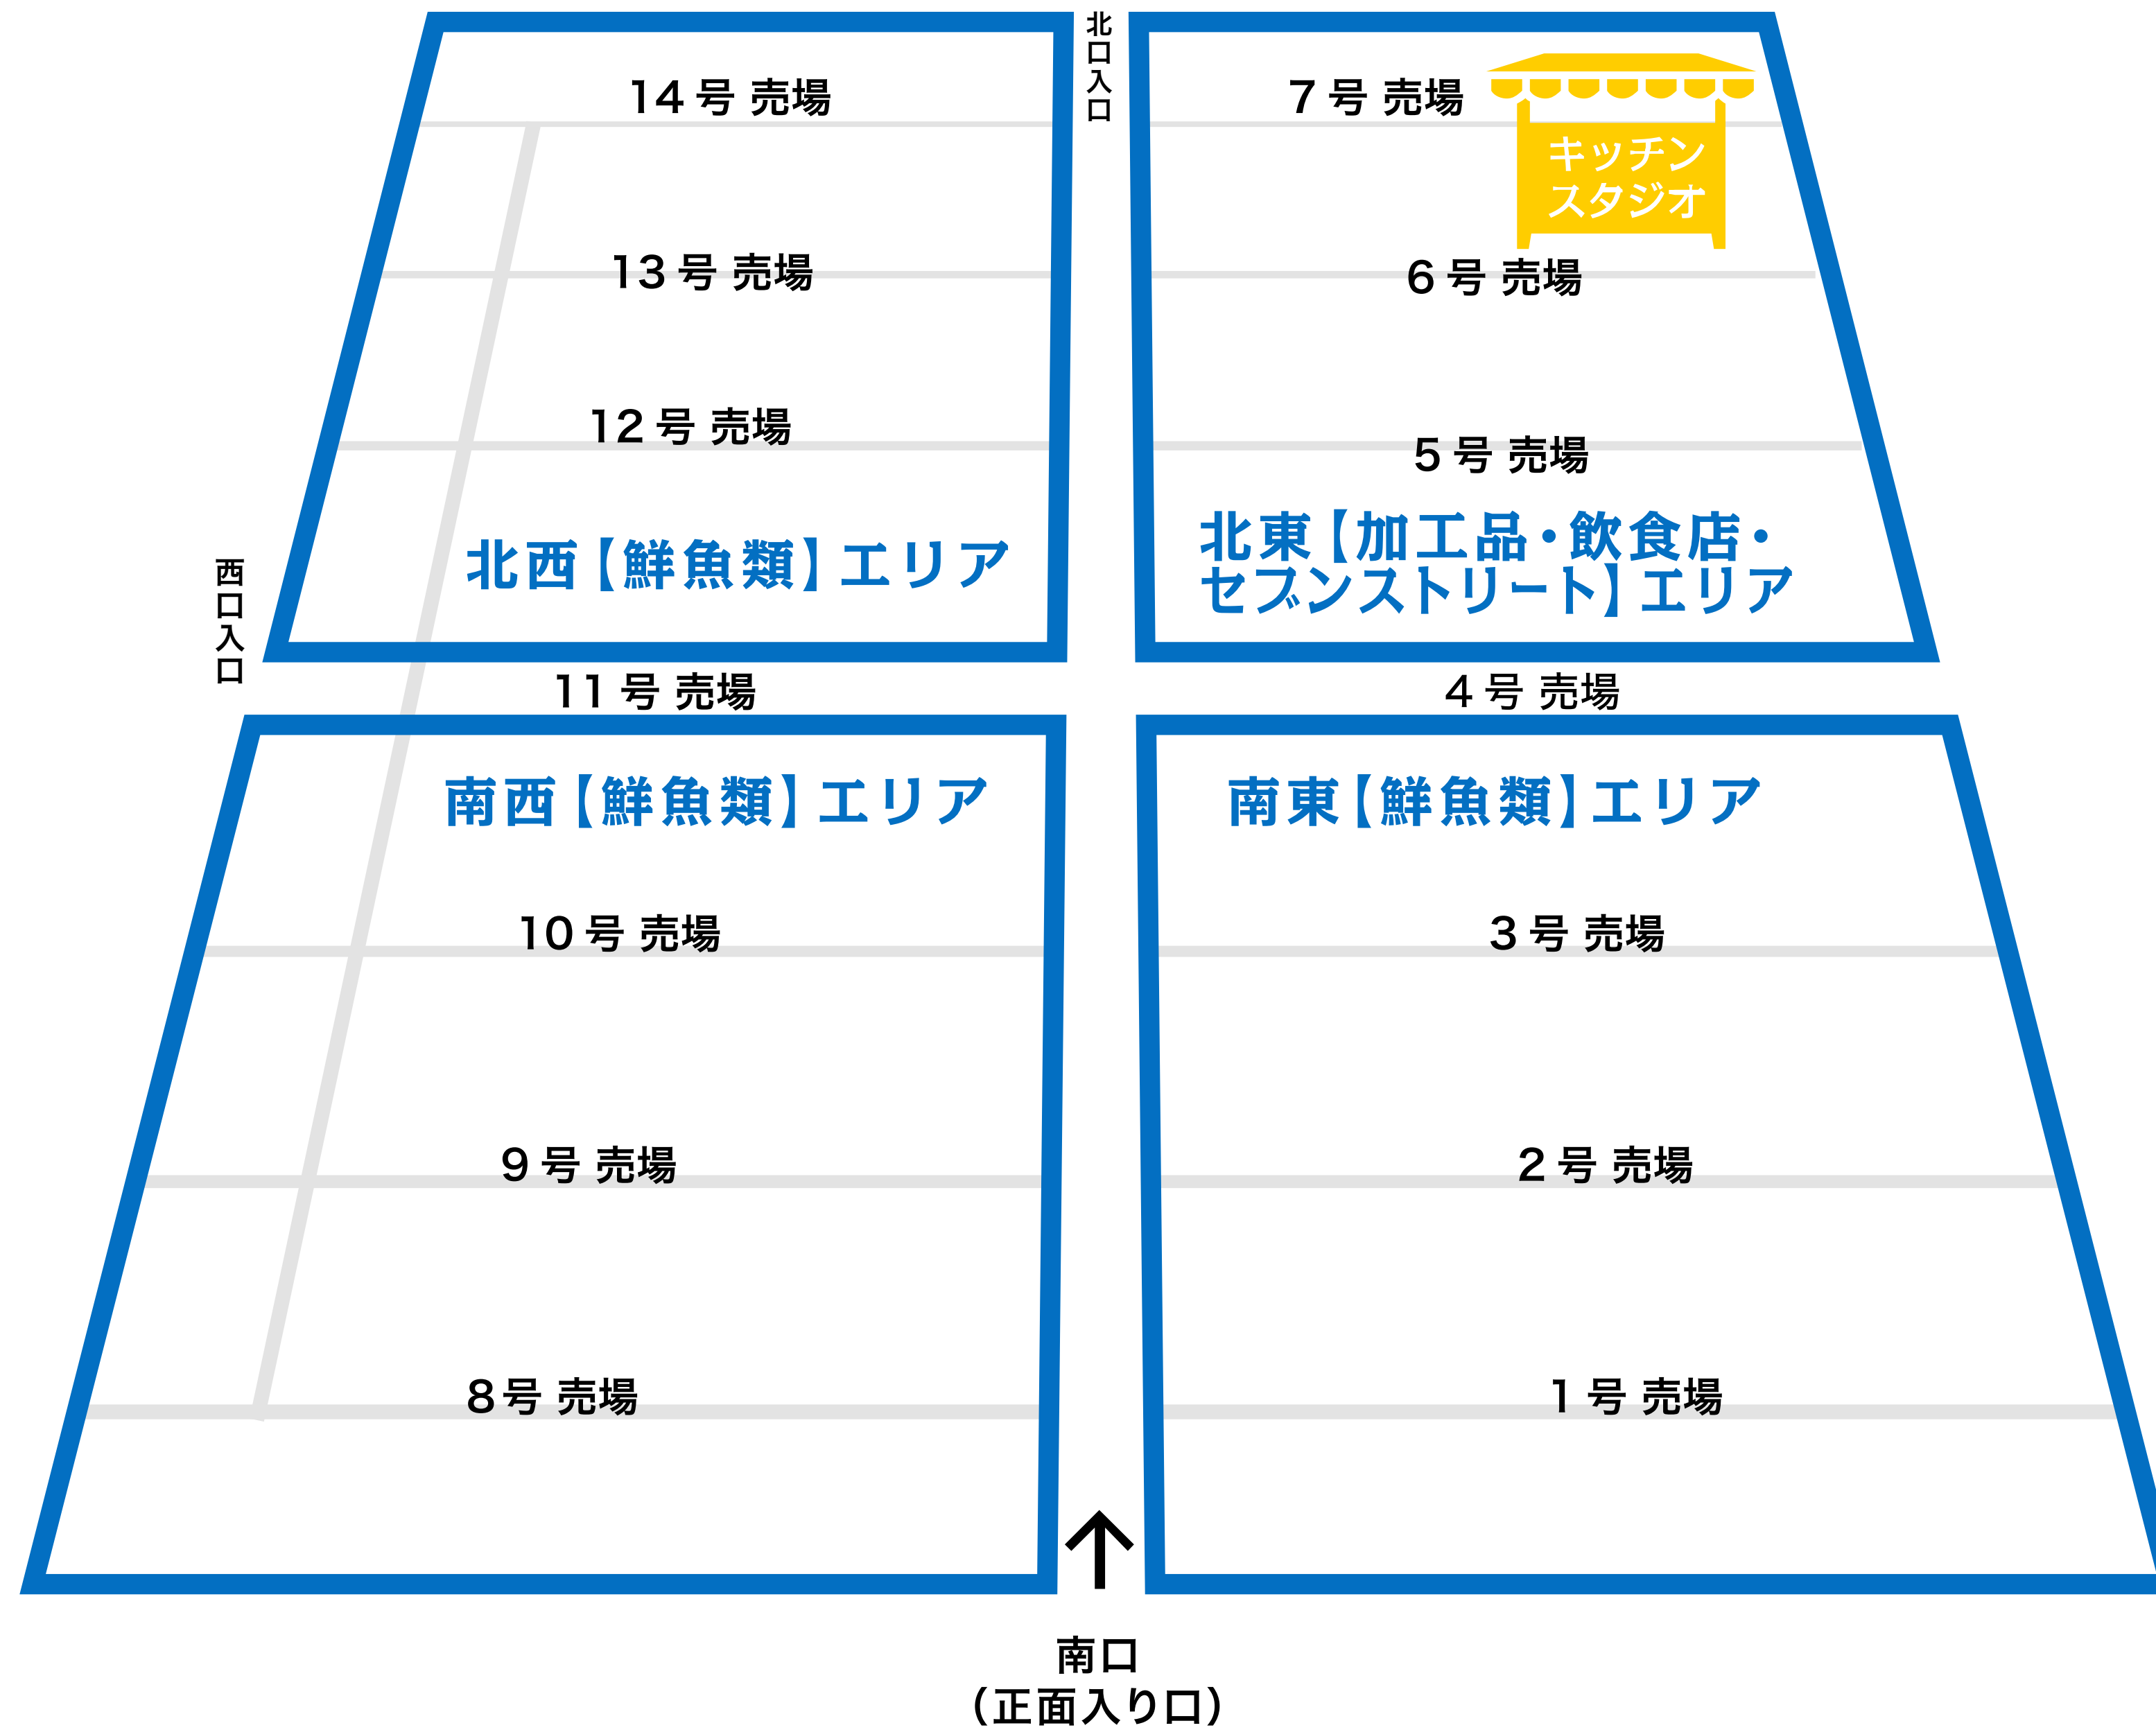 北口入口
14号 売場
7号 売場
キッチン
スタジオ
13号 売場
6号 売場
12号 売場
5号 売場
北西【鮮魚類】エリア
北東【加工品・飲食店・
セブンストリート】エリア
西口入口
11号 売場
4号 売場
南西【鮮魚類】エリア
南東【鮮魚類】エリア
10号 売場
3号 売場
9号 売場
2号 売場
8号 売場
1号 売場
南口
（正面入り口）